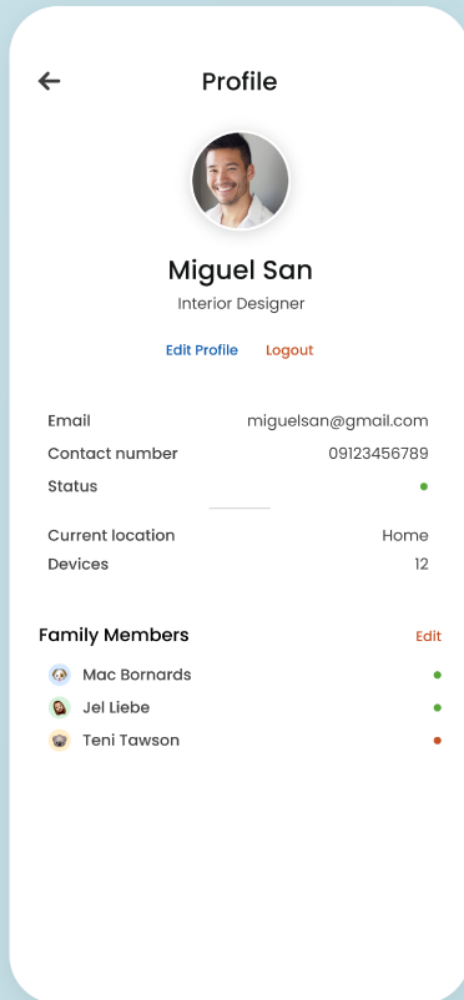 Profile
Miguel San
Interior Designer
Edit Profile Logout
Email miguelsan@gmail.com
Contact number 09123456789
Status
Current location Home
Devices 12
Family Members Edit
Mac Bornards
Jel Liebe
Teni Tawson